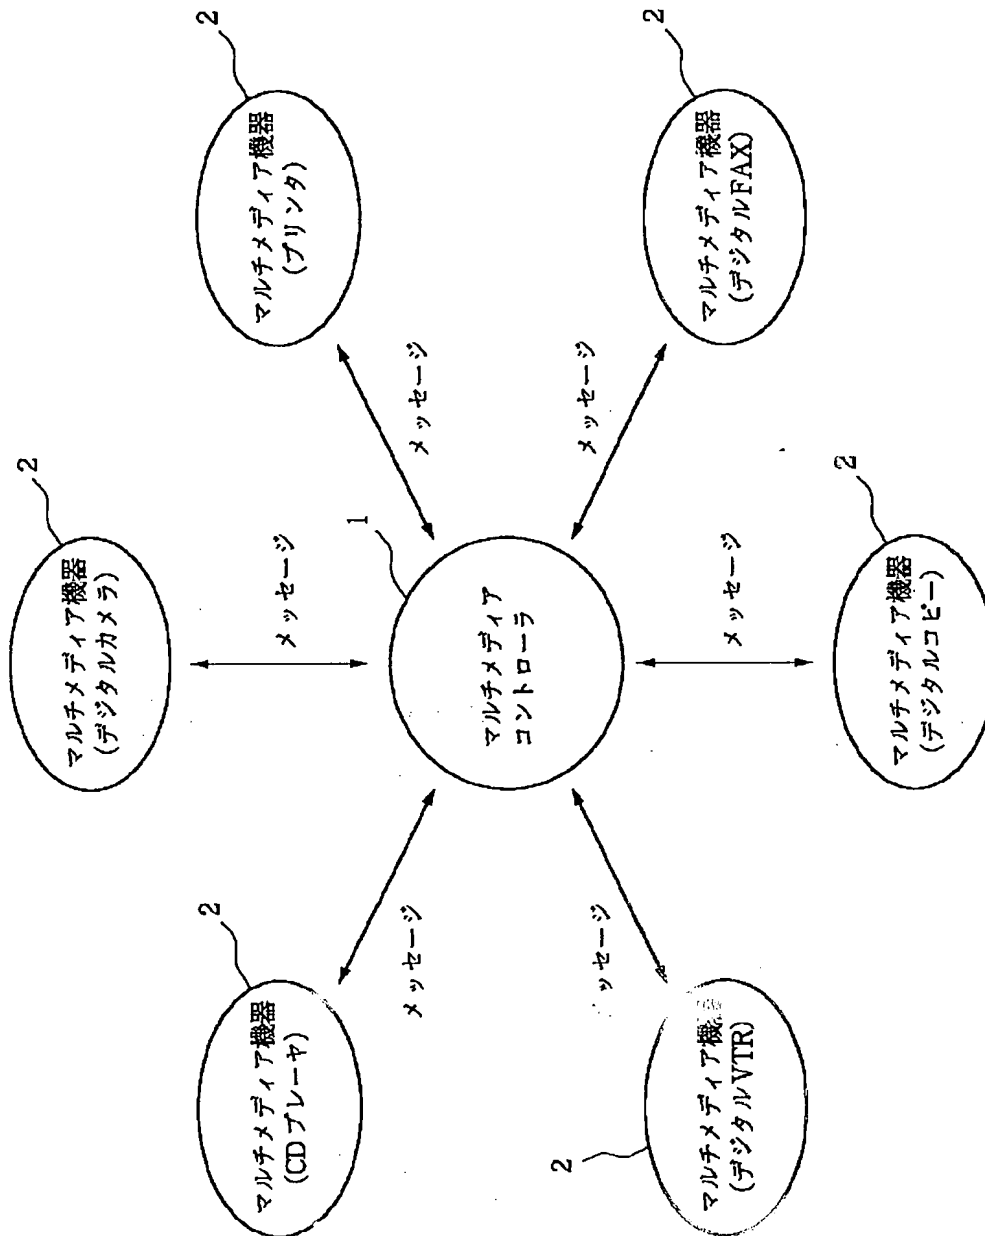 2
マルチメディア機器
(デジタルカメラ)
2
マルチメディア機器
(CDプレーヤ)
2
マルチメディア機器
(プリンタ)
メッセージ
メッセージ
メッセージ
1
マルチメディア
コントローラ
メッセージ
ッセージ
メッセージ
2
マルチメディア機器
(デジタルVTR)
2
マルチメディア機器
(デジタルFAX)
2
マルチメディア機器
(デジタルコピー)